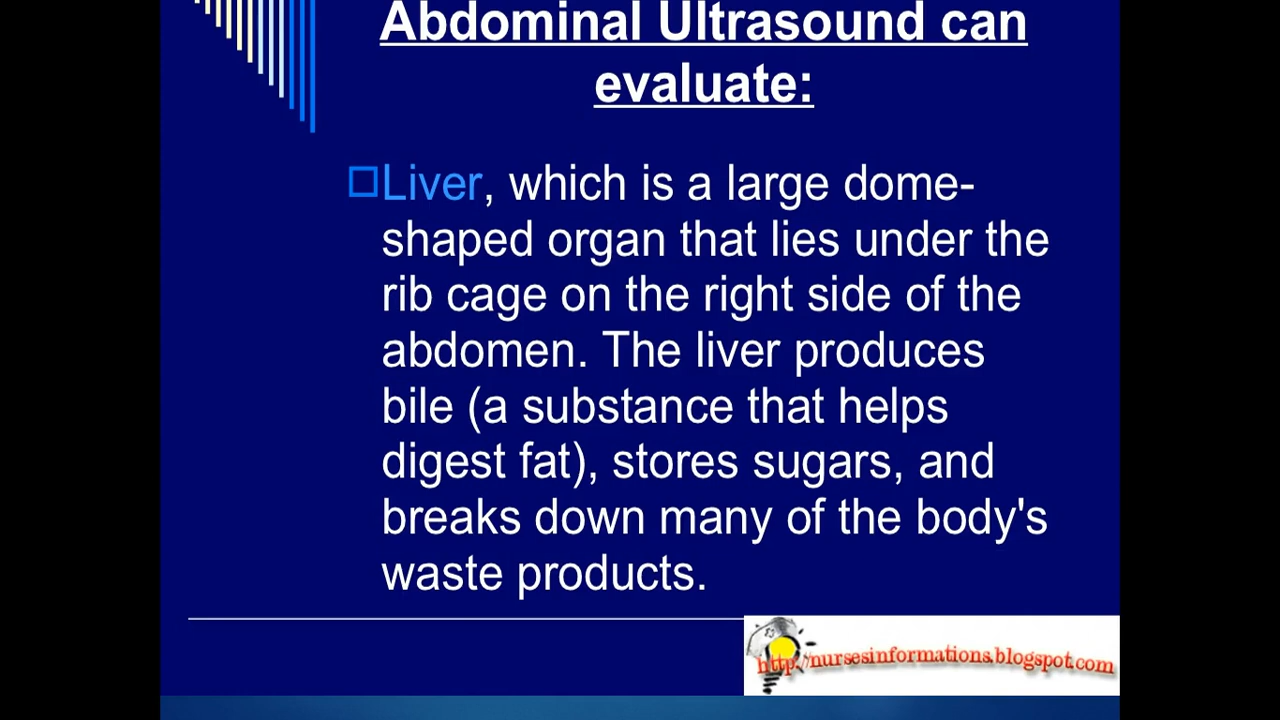 Abdominal Ultrasound can
evaluate:
Liver, which is a large dome-
shaped organ that lies under the
rib cage on the right side of the
abdomen. The liver produces
bile (a substance that helps
digest fat), stores sugars, and
breaks down many of the body's
waste products.
http://nursesinformations.blogspot.com